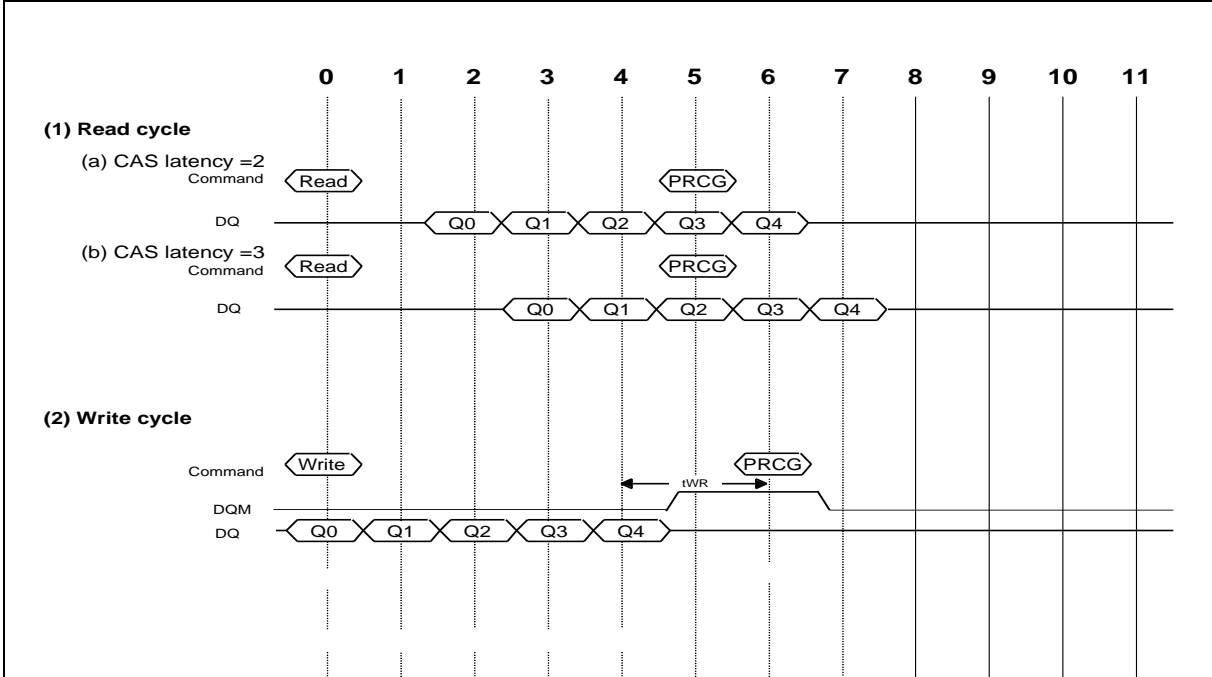 0 1 2 3 4 5 6 7 8 9 10 11
(1) Read cycle
(a) CAS latency =2
Command Read PRCG
DQ Q0 Q1 Q2 Q3 Q4
(b) CAS latency =3
Command Read PRCG
DQ Q0 Q1 Q2 Q3 Q4
(2) Write cycle
Command Write PRCG
tWR
DQM
DQ Q0 Q1 Q2 Q3 Q4